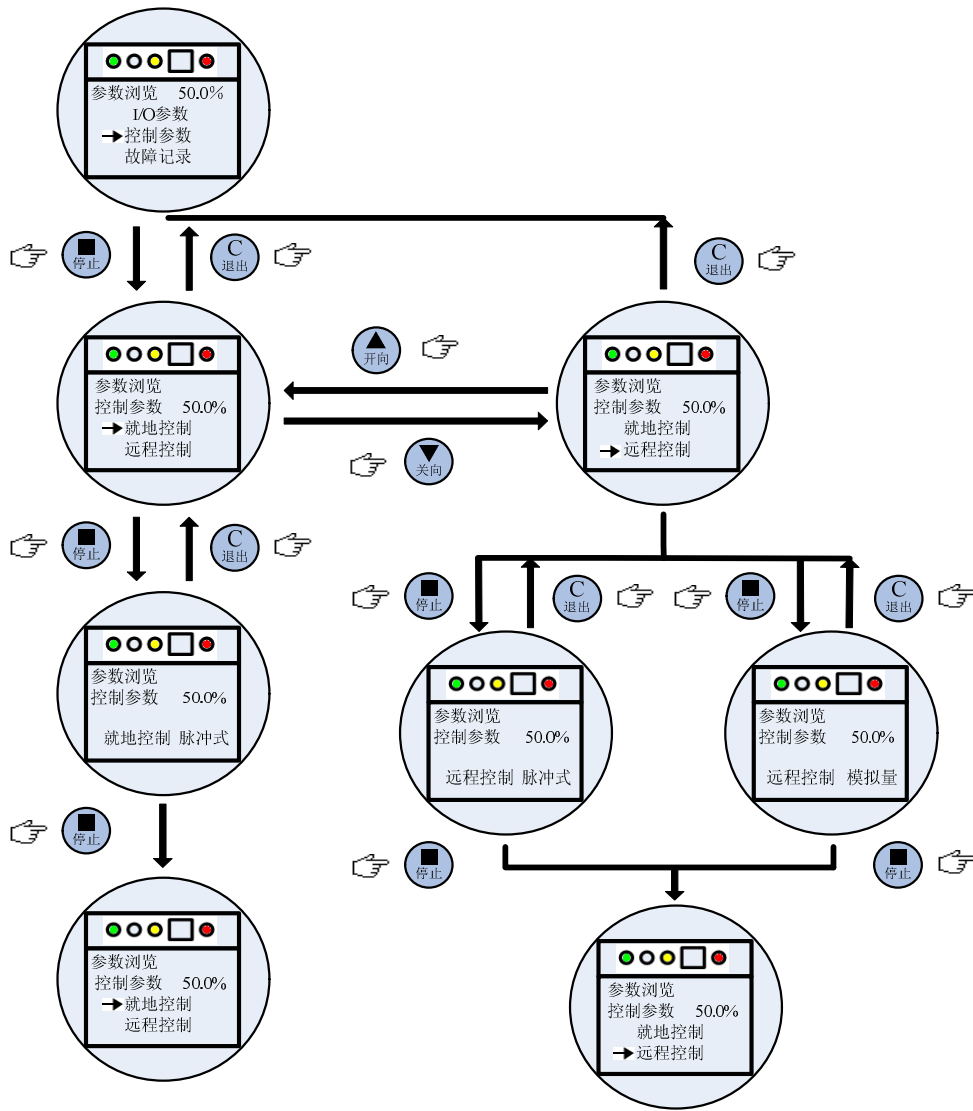 参数浏览 50.0%
I/O参数
控制参数
故障记录
停止
C
退出
C
退出
参数浏览
控制参数 50.0%
就地控制
远程控制
开向
关向
参数浏览
控制参数 50.0%
就地控制
远程控制
停止
C
退出
停止
C
退出
停止
C
退出
参数浏览
控制参数 50.0%
就地控制 脉冲式
参数浏览
控制参数 50.0%
远程控制 脉冲式
参数浏览
控制参数 50.0%
远程控制 模拟量
停止
停止
停止
参数浏览
控制参数 50.0%
就地控制
远程控制
参数浏览
控制参数 50.0%
就地控制
远程控制